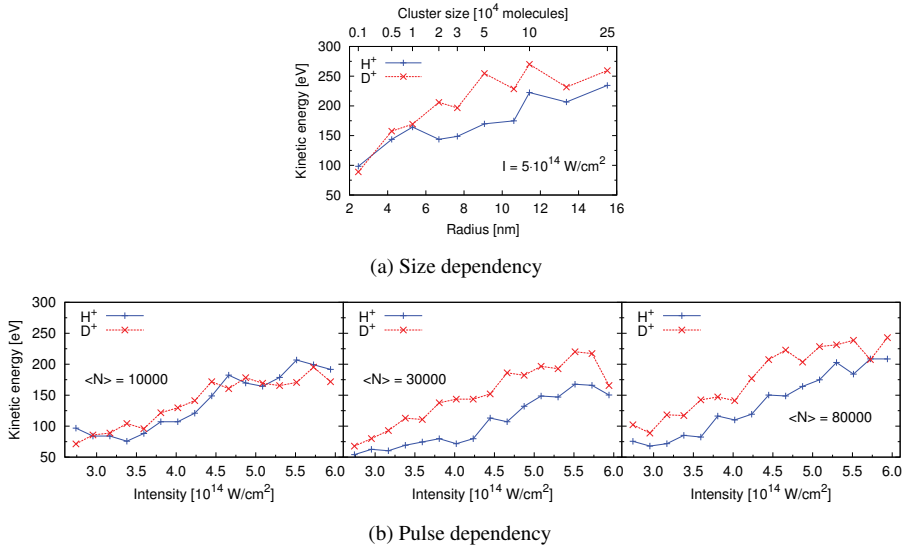 Cluster size [10^4 molecules]
0.1 0.5 1 2 3 5 10 25
300
250
200
150
100
50
Kinetic energy [eV]
H+
D+
I = 5·10^14 W/cm^2
2 4 6 8 10 12 14 16
Radius [nm]
(a) Size dependency
300
250
200
150
100
50
Kinetic energy [eV]
H+
D+
<N> = 10000
H+
D+
<N> = 30000
H+
D+
<N> = 80000
3.0 3.5 4.0 4.5 5.0 5.5 6.0 3.0 3.5 4.0 4.5 5.0 5.5 6.0 3.0 3.5 4.0 4.5 5.0 5.5 6.0
Intensity [10^14 W/cm^2] Intensity [10^14 W/cm^2] Intensity [10^14 W/cm^2]
(b) Pulse dependency